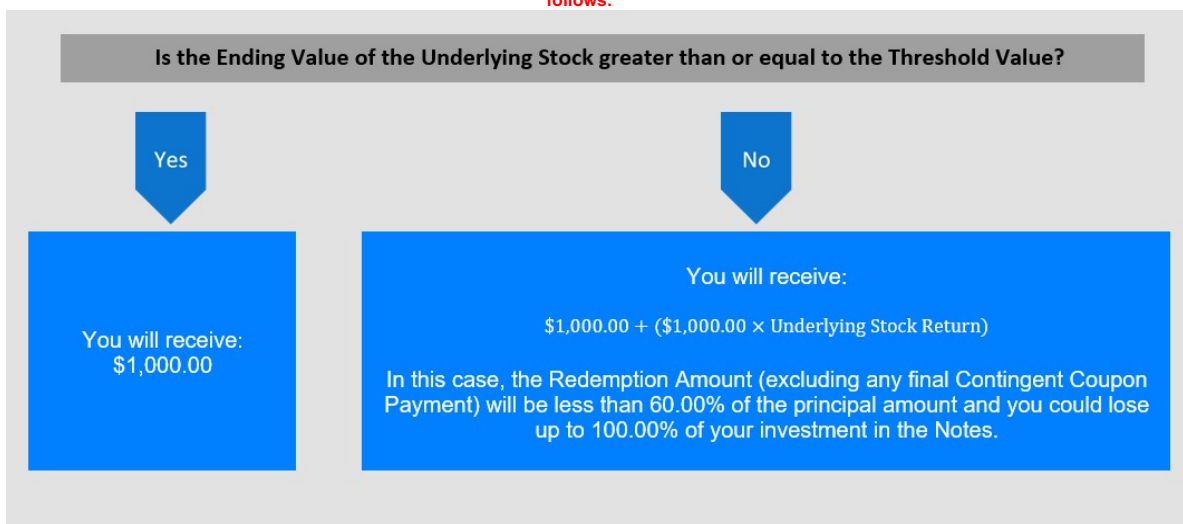 follows:
Is the Ending Value of the Underlying Stock greater than or equal to the Threshold Value?
Yes
No
You will receive:
$1,000.00
You will receive:
$1,000.00 + ($1,000.00 × Underlying Stock Return)
In this case, the Redemption Amount (excluding any final Contingent Coupon
Payment) will be less than 60.00% of the principal amount and you could lose
up to 100.00% of your investment in the Notes.